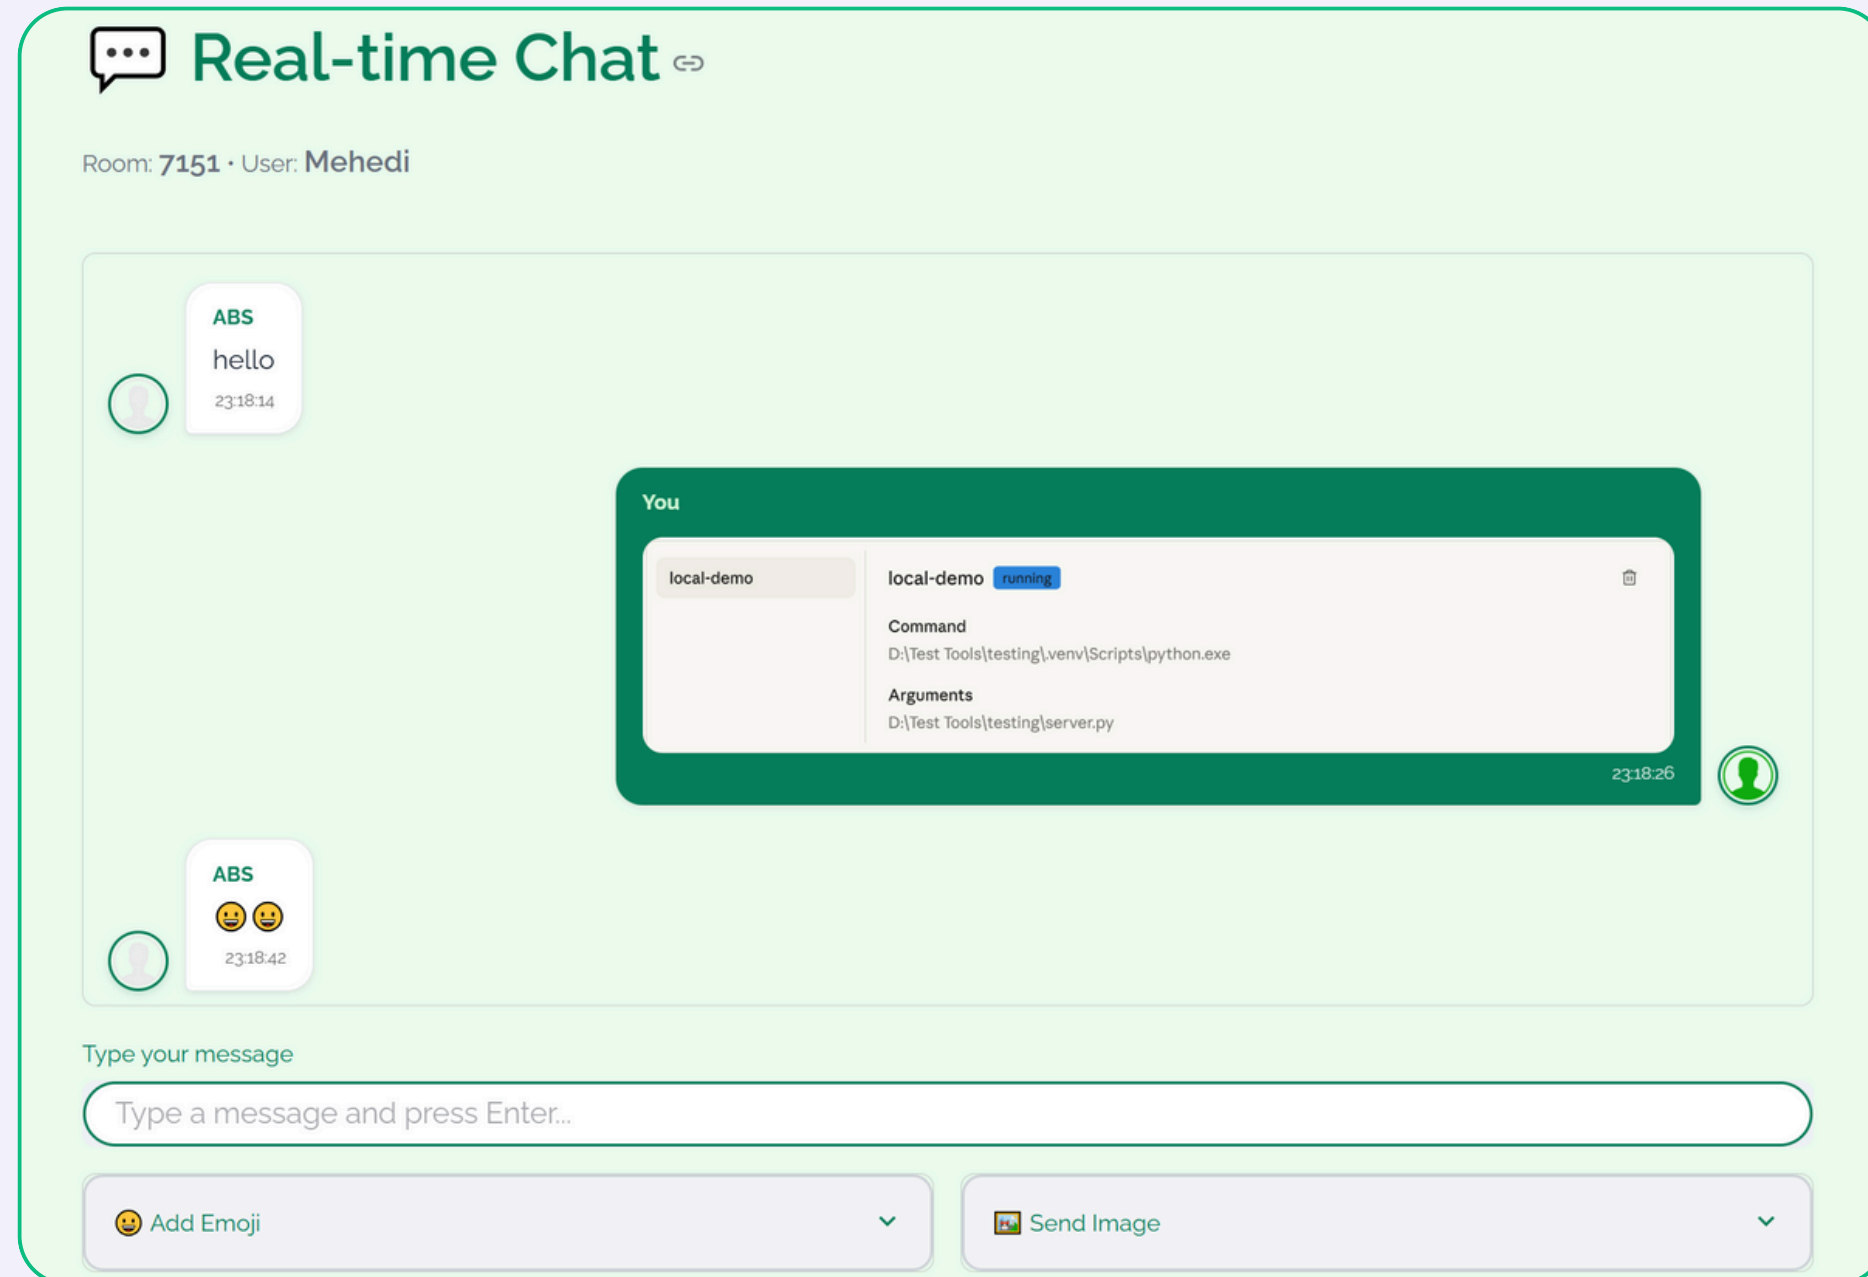 💬 Real-time Chat
Room: 7151 • User: Mehedi
ABS
hello
23:18:14
You
local-demo
local-demo running
Command
D:\Test Tools\testing\.venv\Scripts\python.exe
Arguments
D:\Test Tools\testing\server.py
23:18:26
ABS
😀😀
23:18:42
Type your message
Type a message and press Enter...
😀 Add Emoji
🖼️ Send Image